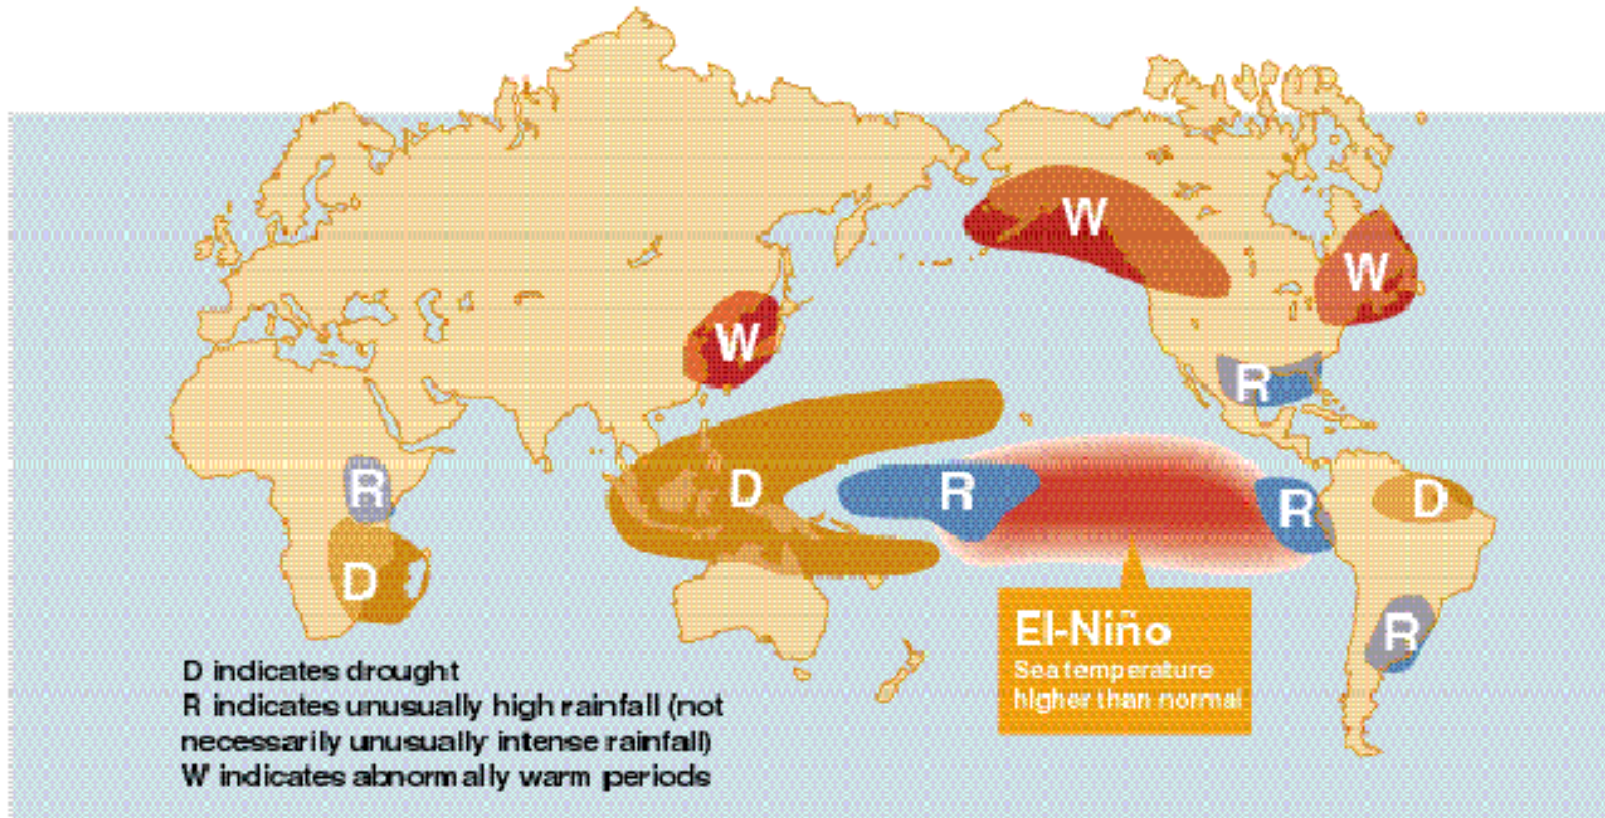 W
W
W
R
D
R
R
R
D
D
R
El-Niño
Sea temperature
higher than normal
D indicates drought
R indicates unusually high rainfall (not
necessarily unusually intense rainfall)
W indicates abnormally warm periods